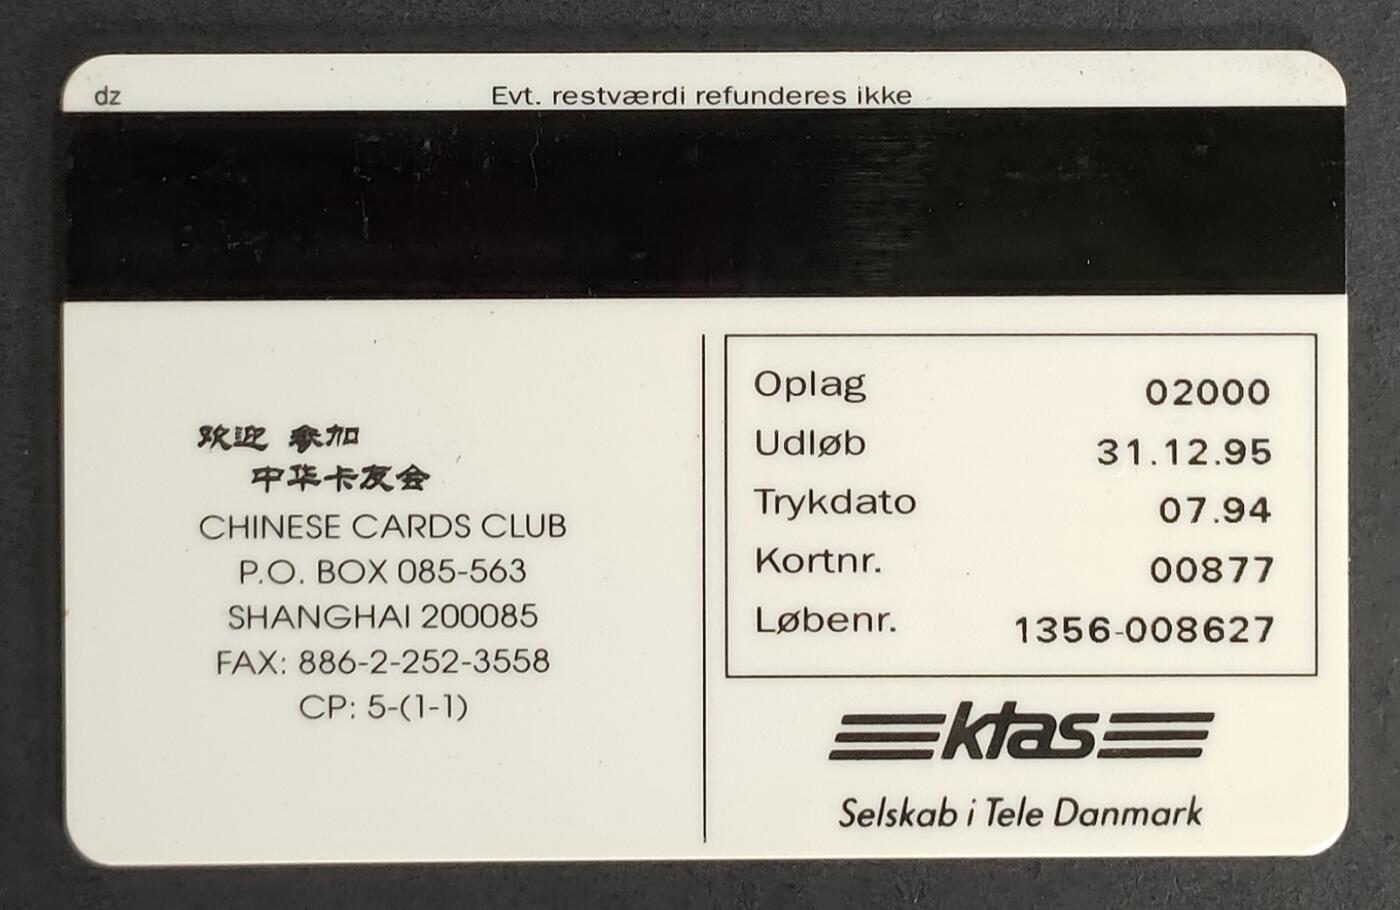 dz
Evt. restværdi refunderes ikke
欢迎 参加
中华卡友会
CHINESE CARDS CLUB
P.O. BOX 085-563
SHANGHAI 200085
FAX: 886-2-252-3558
CP: 5-(1-1)
Oplag 02000
Udløb 31.12.95
Trykdato 07.94
Kortnr. 00877
Løbenr. 1356-008627
ktas
Selskab i Tele Danmark